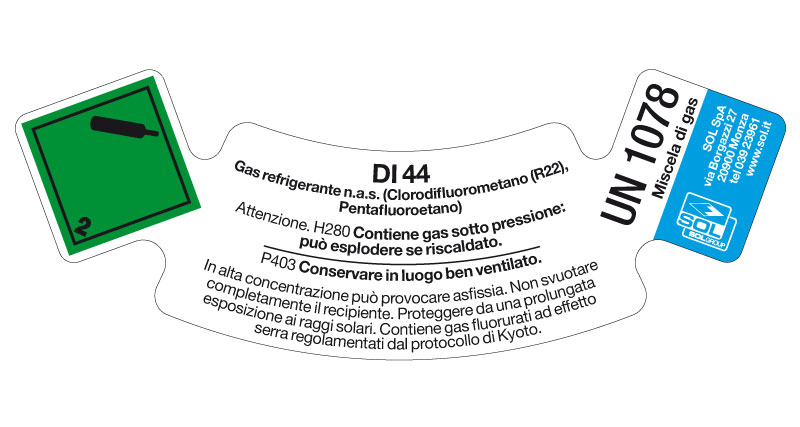 2
DI 44
Gas refrigerante n.a.s. (Clorodifluorometano (R22),
Pentafluoroetano)
Attenzione. H280 Contiene gas sotto pressione:
può esplodere se riscaldato.
P403 Conservare in luogo ben ventilato.
In alta concentrazione può provocare asfissia. Non svuotare
completamente il recipiente. Proteggere da una prolungata
esposizione ai raggi solari. Contiene gas fluorurati ad effetto
serra regolamentati dal protocollo di Kyoto.
UN 1078
Miscela di gas
SOL SpA
via Borgazzi 27
20900 Monza
tel 039 23961
www.sol.it
SOL
SOLGROUP